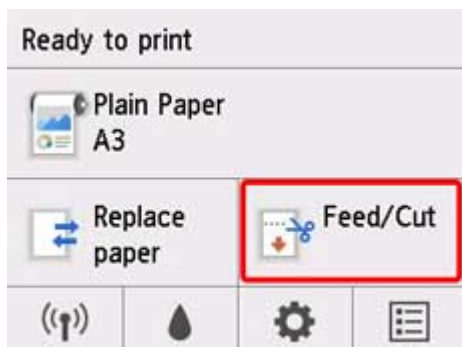 Ready to print
Plain Paper
A3
Replace
paper
Feed/Cut